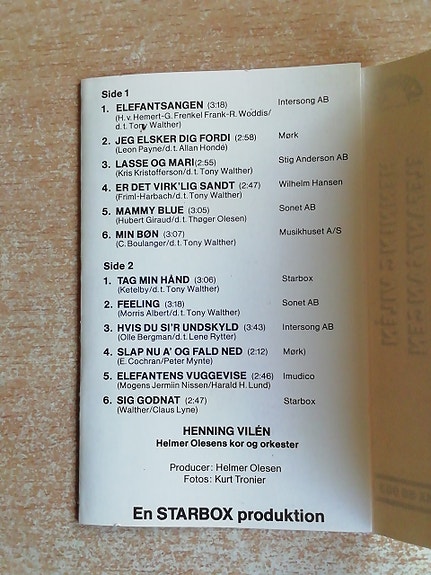 Side 1
1. ELEFANTSANGEN (3:18) Intersong AB
(H. v. Hemert-G. Frenkel Frank-R. Woddis/
d.t. Tony Walther)
2. JEG ELSKER DIG FORDI (2:58) Mørk
(Leon Payne/d.t. Allan Honde)
3. LASSE OG MARI(2:55) Stig Anderson AB
(Kris Kristofferson/d.t. Tony Walther)
4. ER DET VIRK'LIG SANDT (2:47) Wilhelm Hansen
(Friml-Harbach/d.t. Tony Walther)
5. MAMMY BLUE (3:05) Sonet AB
(Hubert Giraud/d.t. Thøger Olesen)
6. MIN BØN (3:07) Musikhuset A/S
(C. Boulanger/d.t. Tony Walther)
Side 2
1. TAG MIN HÅND (3:06) Starbox
(Ketelby/d.t. Tony Walther)
2. FEELING (3:18) Sonet AB
(Morris Albert/d.t. Tony Walther)
3. HVIS DU SI'R UNDSKYLD (3:43) Intersong AB
(Olle Bergman/d.t. Lene Rytter)
4. SLAP NU A' OG FALD NED (2:12) Mørk)
(E. Cochran/Peter Mynte)
5. ELEFANTENS VUGGEVISE (2:46) Imudico
(Mogens Jermiin Nissen/Harald H. Lund)
6. SIG GODNAT (2:47) Starbox
(Walther/Claus Lyne)
HENNING VILÉN
Helmer Olesens kor og orkester
Producer: Helmer Olesen
Fotos: Kurt Tronier
En STARBOX produktion